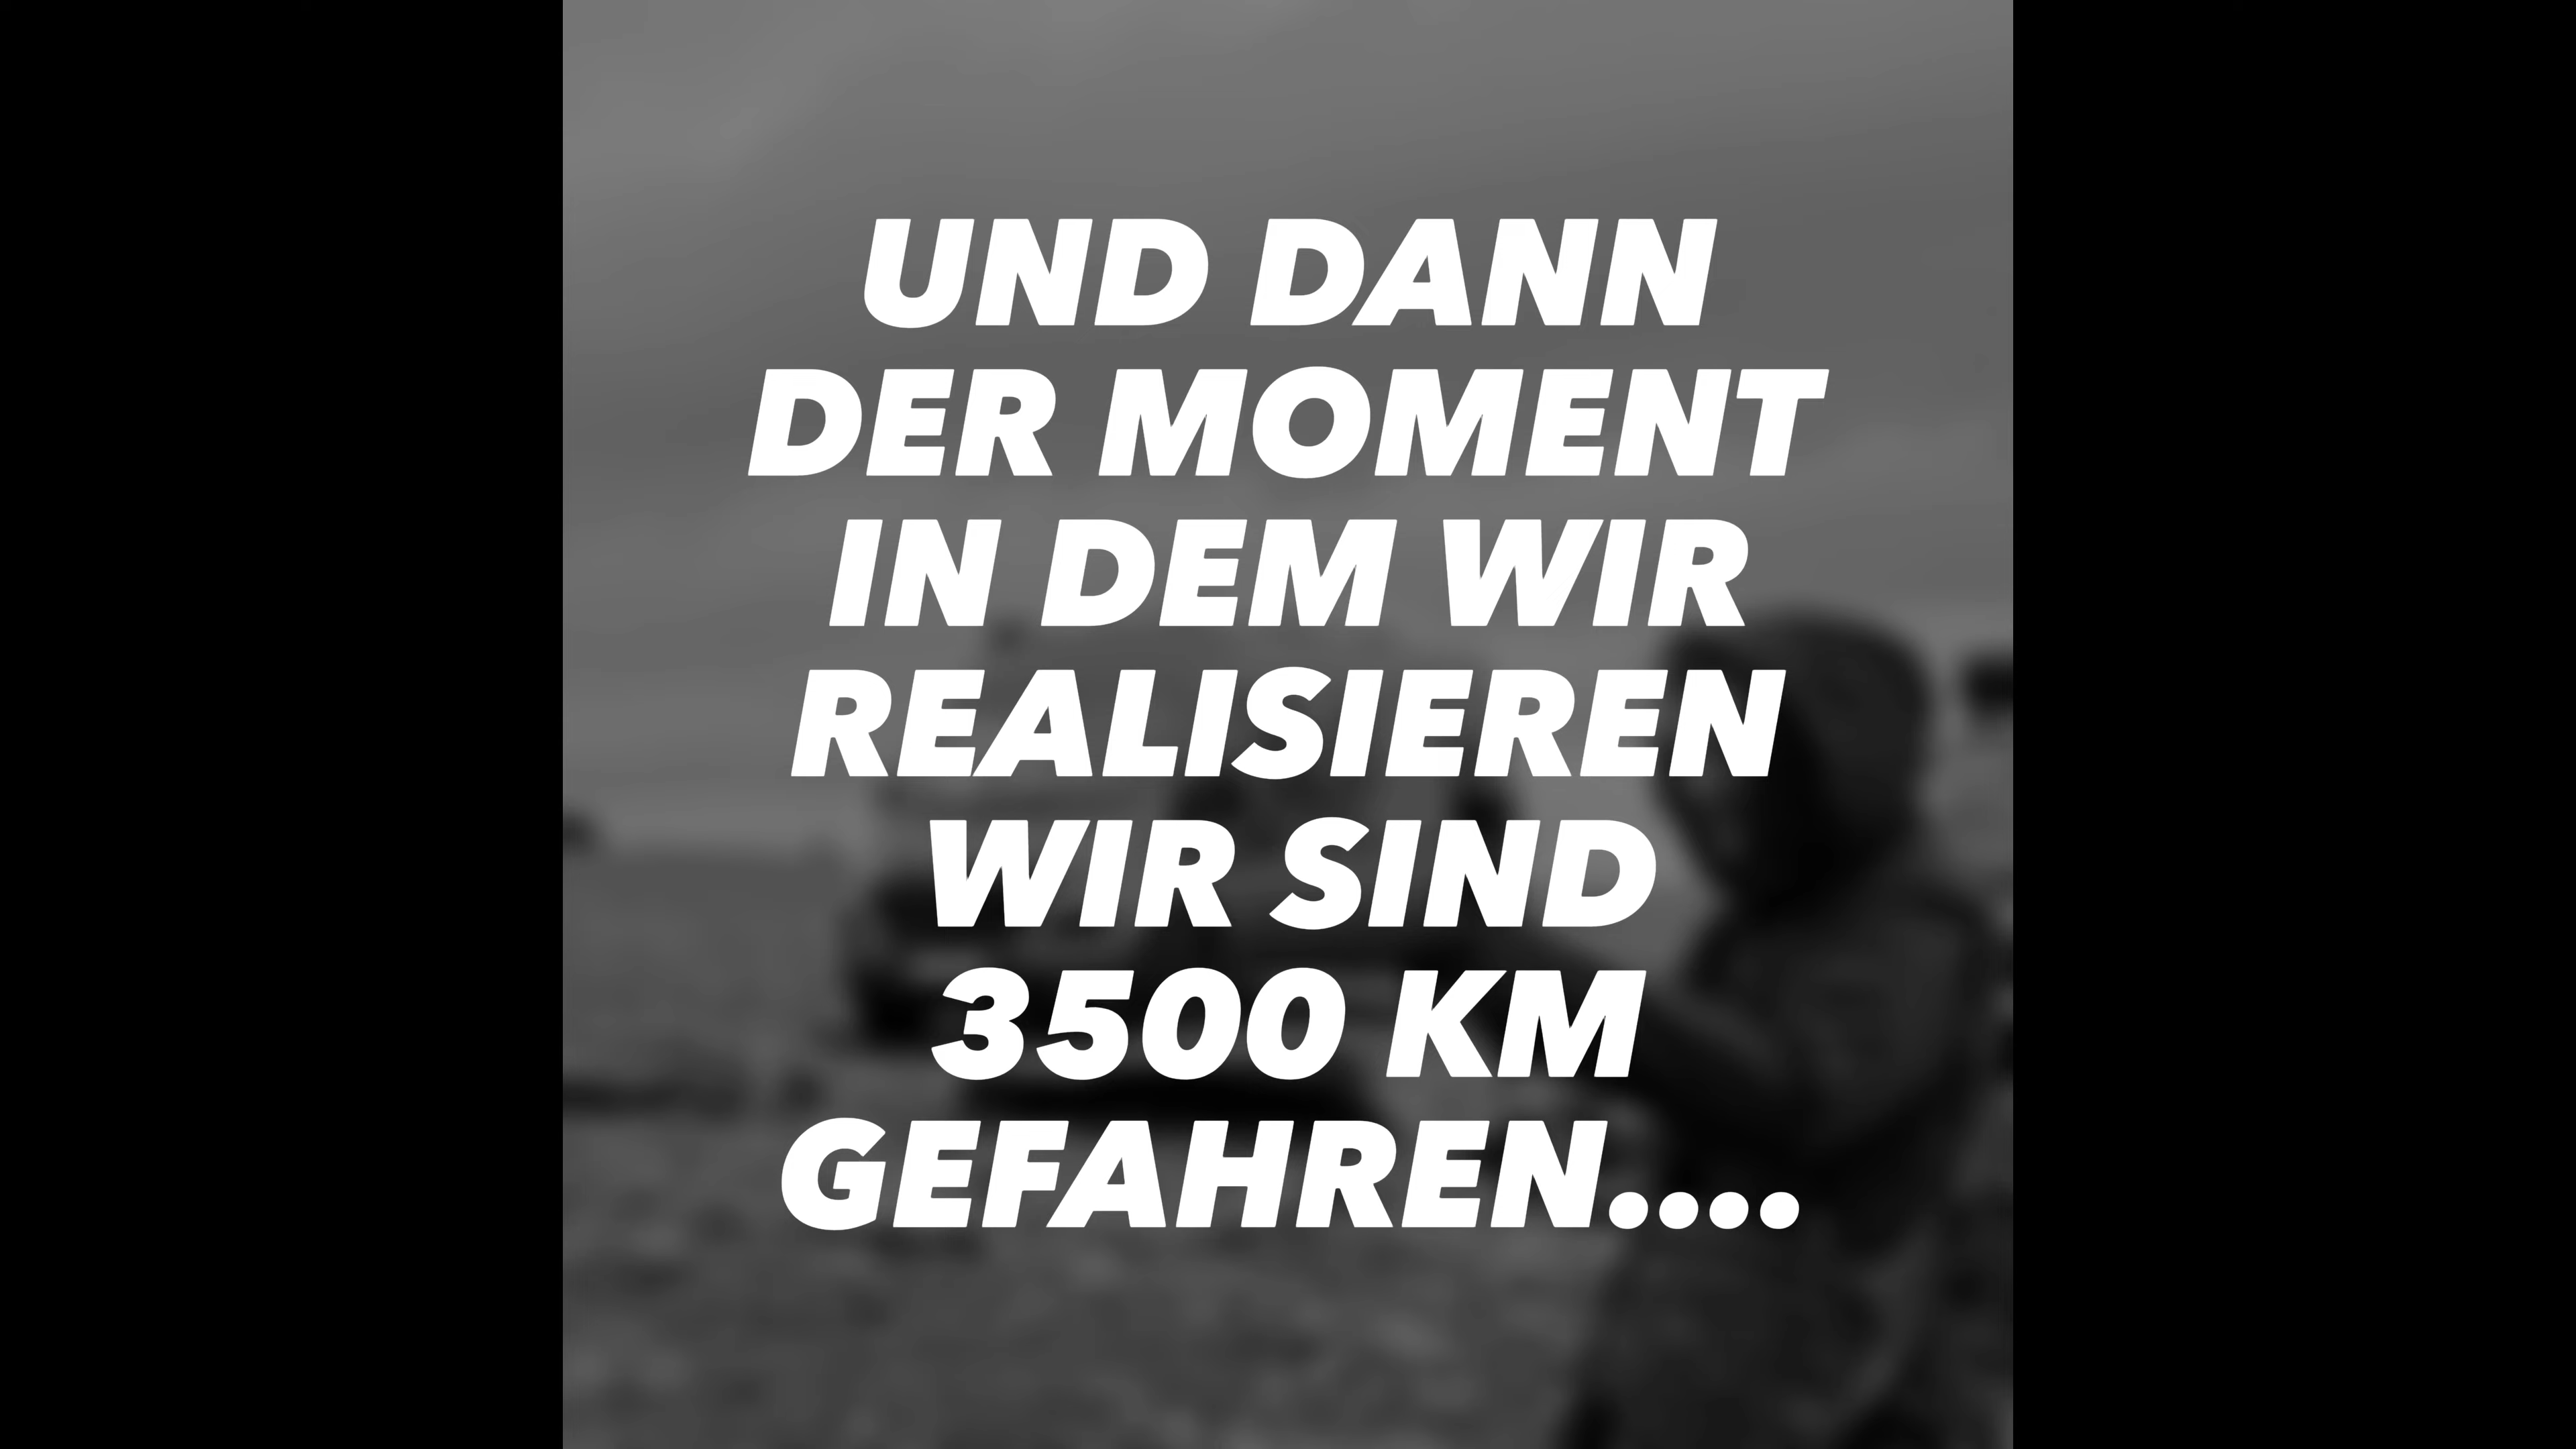 UND DANN
DER MOMENT
IN DEM WIR
REALISIEREN
WIR SIND
3500 KM
GEFAHREN....